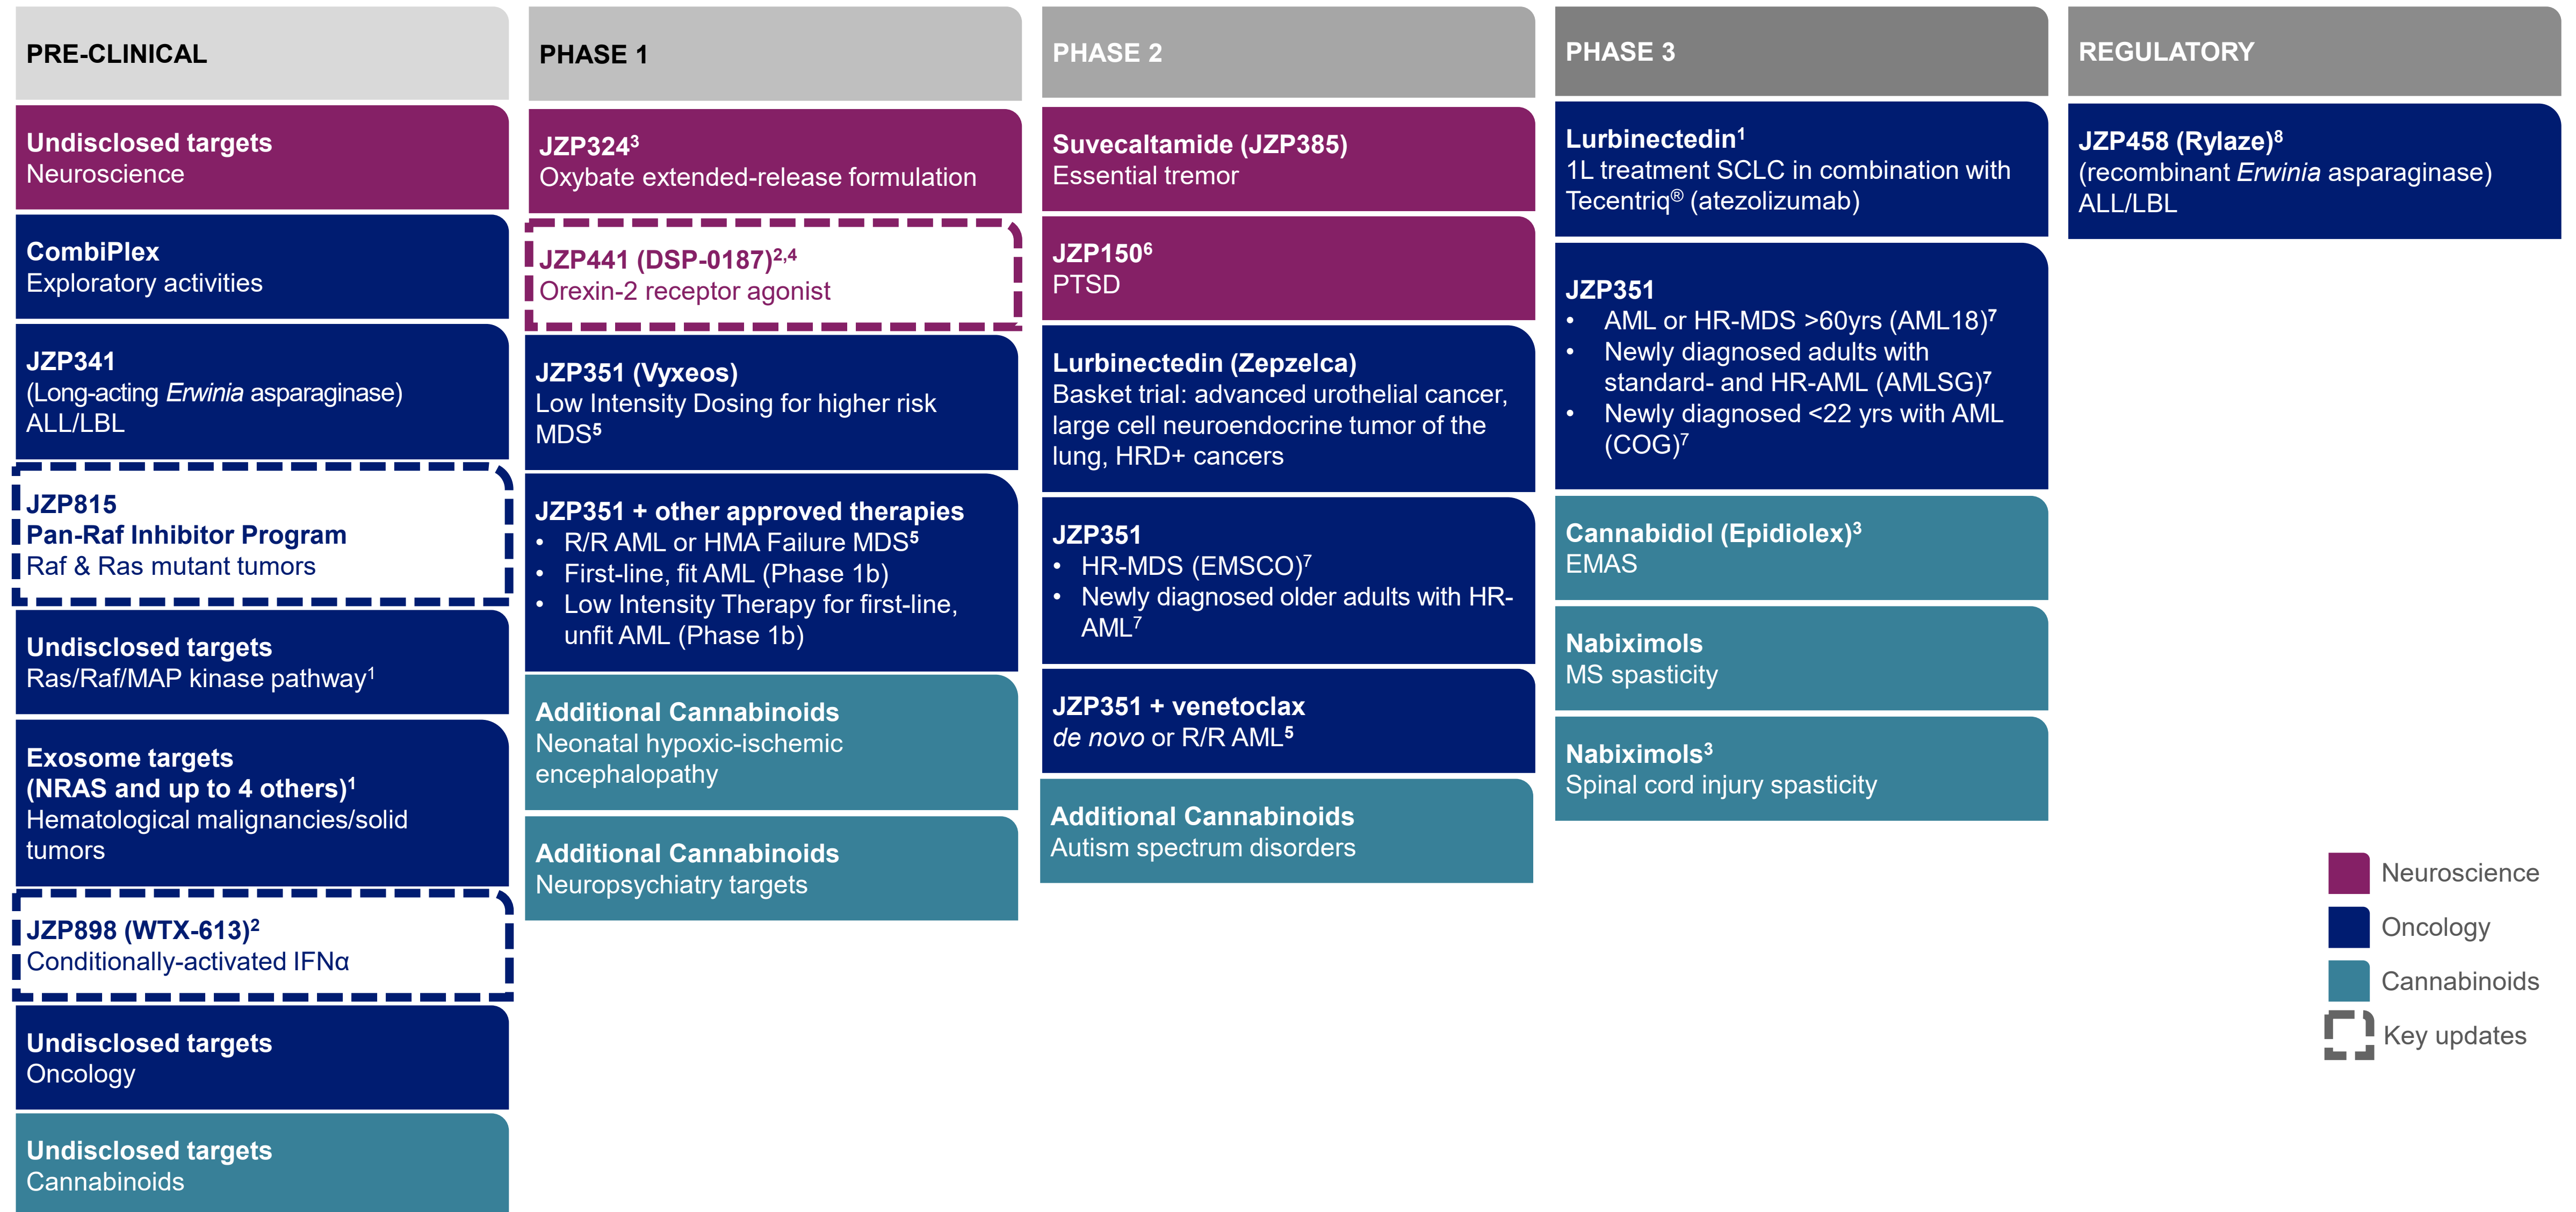 PRE-CLINICAL
Undisclosed targets
Neuroscience
CombiPlex
Exploratory activities
JZP341
(Long-acting Erwinia asparaginase)
ALL/LBL
JZP815
Pan-Raf Inhibitor Program
Raf & Ras mutant tumors
Undisclosed targets
Ras/Raf/MAP kinase pathway¹
Exosome targets
(NRAS and up to 4 others)¹
Hematological malignancies/solid
tumors
JZP898 (WTX-613)²
Conditionally-activated IFNα
Undisclosed targets
Oncology
Undisclosed targets
Cannabinoids
PHASE 1
JZP324³
Oxybate extended-release formulation
JZP441 (DSP-0187)²,⁴
Orexin-2 receptor agonist
JZP351 (Vyxeos)
Low Intensity Dosing for higher risk
MDS⁵
JZP351 + other approved therapies
• R/R AML or HMA Failure MDS⁵
• First-line, fit AML (Phase 1b)
• Low Intensity Therapy for first-line,
unfit AML (Phase 1b)
Additional Cannabinoids
Neonatal hypoxic-ischemic
encephalopathy
Additional Cannabinoids
Neuropsychiatry targets
PHASE 2
Suvecaltamide (JZP385)
Essential tremor
JZP150⁶
PTSD
Lurbinectedin (Zepzelca)
Basket trial: advanced urothelial cancer,
large cell neuroendocrine tumor of the
lung, HRD+ cancers
JZP351
• HR-MDS (EMSCO)⁷
• Newly diagnosed older adults with HR-
AML⁷
JZP351 + venetoclax
de novo or R/R AML⁵
Additional Cannabinoids
Autism spectrum disorders
PHASE 3
Lurbinectedin¹
1L treatment SCLC in combination with
Tecentriq® (atezolizumab)
JZP351
• AML or HR-MDS >60yrs (AML18)⁷
• Newly diagnosed adults with
standard- and HR-AML (AMLSG)⁷
• Newly diagnosed <22 yrs with AML
(COG)⁷
Cannabidiol (Epidiolex)³
EMAS
Nabiximols
MS spasticity
Nabiximols³
Spinal cord injury spasticity
REGULATORY
JZP458 (Rylaze)⁸
(recombinant Erwinia asparaginase)
ALL/LBL
Neuroscience
Oncology
Cannabinoids
Key updates